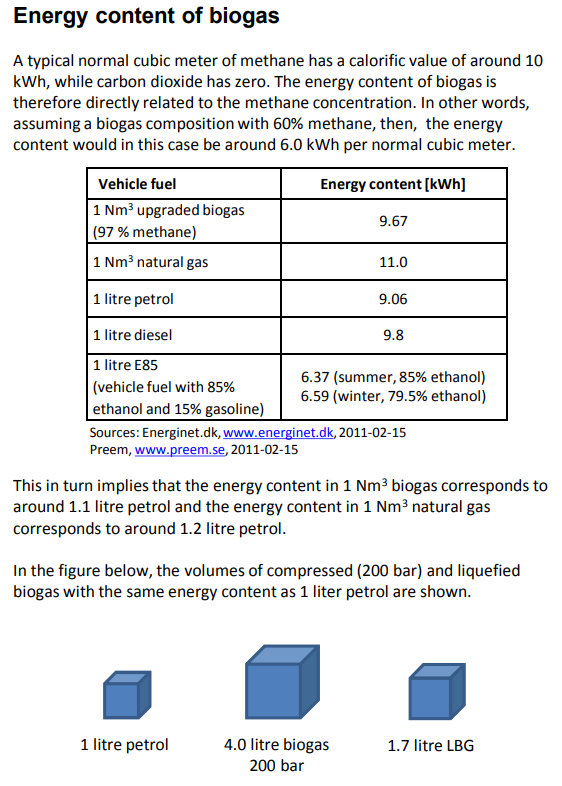 Energy content of biogas
A typical normal cubic meter of methane has a calorific value of around 10
kWh, while carbon dioxide has zero. The energy content of biogas is
therefore directly related to the methane concentration. In other words,
assuming a biogas composition with 60% methane, then,  the energy
content would in this case be around 6.0 kWh per normal cubic meter.
Vehicle fuel
Energy content [kWh]
1 Nm³ upgraded biogas
(97 % methane)
9.67
1 Nm³ natural gas
11.0
1 litre petrol
9.06
1 litre diesel
9.8
1 litre E85
(vehicle fuel with 85%
ethanol and 15% gasoline)
6.37 (summer, 85% ethanol)
6.59 (winter, 79.5% ethanol)
Sources: Energinet.dk, www.energinet.dk, 2011-02-15
Preem, www.preem.se, 2011-02-15
This in turn implies that the energy content in 1 Nm³ biogas corresponds to
around 1.1 litre petrol and the energy content in 1 Nm³ natural gas
corresponds to around 1.2 litre petrol.
In the figure below, the volumes of compressed (200 bar) and liquefied
biogas with the same energy content as 1 liter petrol are shown.
1 litre petrol
4.0 litre biogas
200 bar
1.7 litre LBG